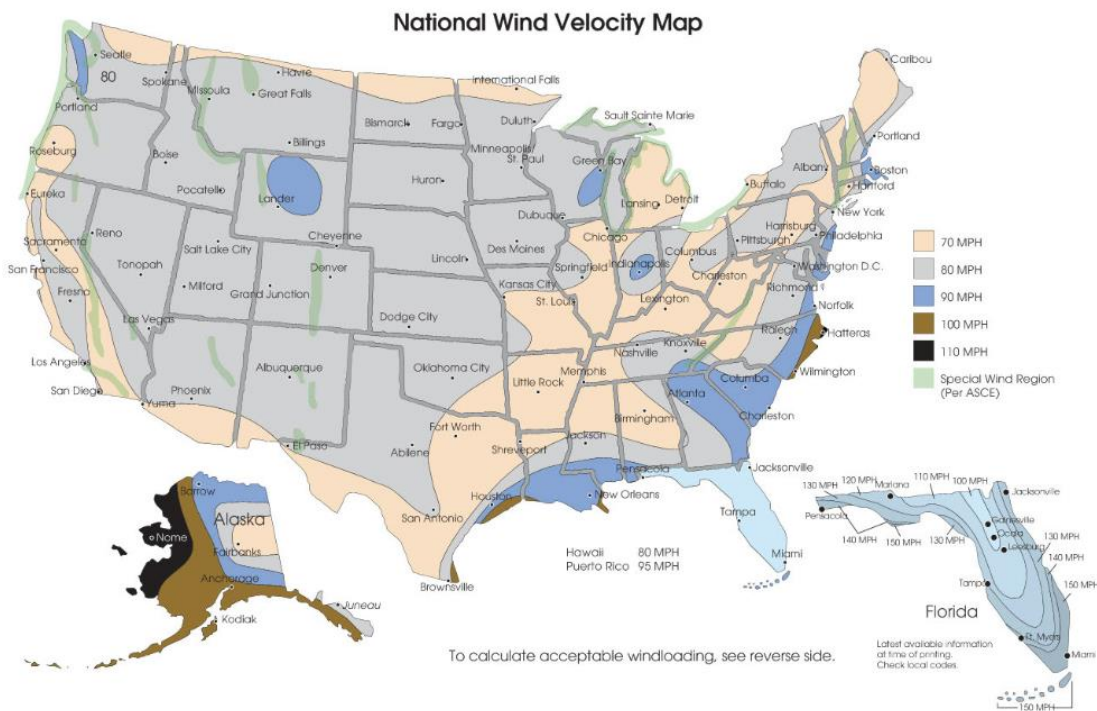 National Wind Velocity Map
Seattle
80
Spokane
Portland
Missoula
Havre
Great Falls
International Falls
Caribou
Bismarck
Fargo
Duluth
Sault Sainte Marie
Roseburg
Boise
Billings
Minneapolis/
St. Paul
Green Bay
Portland
Albany
Buffalo
Boston
Hartford
Eureka
Pocatello
Lander
Huron
Lansing
Detroit
New York
Dubuque
Chicago
Harrisburg
Pittsburgh
Philadelphia
Reno
Salt Lake City
Cheyenne
Lincoln
Des Moines
Columbus
Sacramento
San Francisco
Tonopah
Springfield
Indianapolis
Washington D.C.
Denver
Charleston
Milford
Grand Junction
Kansas City
St. Louis
Lexington
Richmond
Fresno
Norfolk
Las Vegas
Dodge City
Raleigh
Hatteras
Nashville
Knoxville
Los Angeles
Albuquerque
Oklahoma City
Little Rock
Memphis
Wilmington
San Diego
Phoenix
Atlanta
Columba
Yuma
Birmingham
Charleston
Fort Worth
El Paso
Abilene
Shreveport
Jackson
Pensacola
Jacksonville
Houston
New Orleans
San Antonio
Tampa
Brownsville
Miami
70 MPH
80 MPH
90 MPH
100 MPH
110 MPH
Special Wind Region
(Per ASCE)
Barrow
Alaska
Nome
Fairbanks
Anchorage
Juneau
Kodiak
Hawaii 80 MPH
Puerto Rico 95 MPH
130 MPH
120 MPH
Mariana
110 MPH
100 MPH
Jacksonville
Pensacola
Gainsville
140 MPH
150 MPH
130 MPH
Ocala
Leesburg
130 MPH
140 MPH
Tampa
150 MPH
Florida
Ft. Myers
Miami
Latest available information
at time of printing.
Check local codes.
150 MPH
To calculate acceptable windloading, see reverse side.